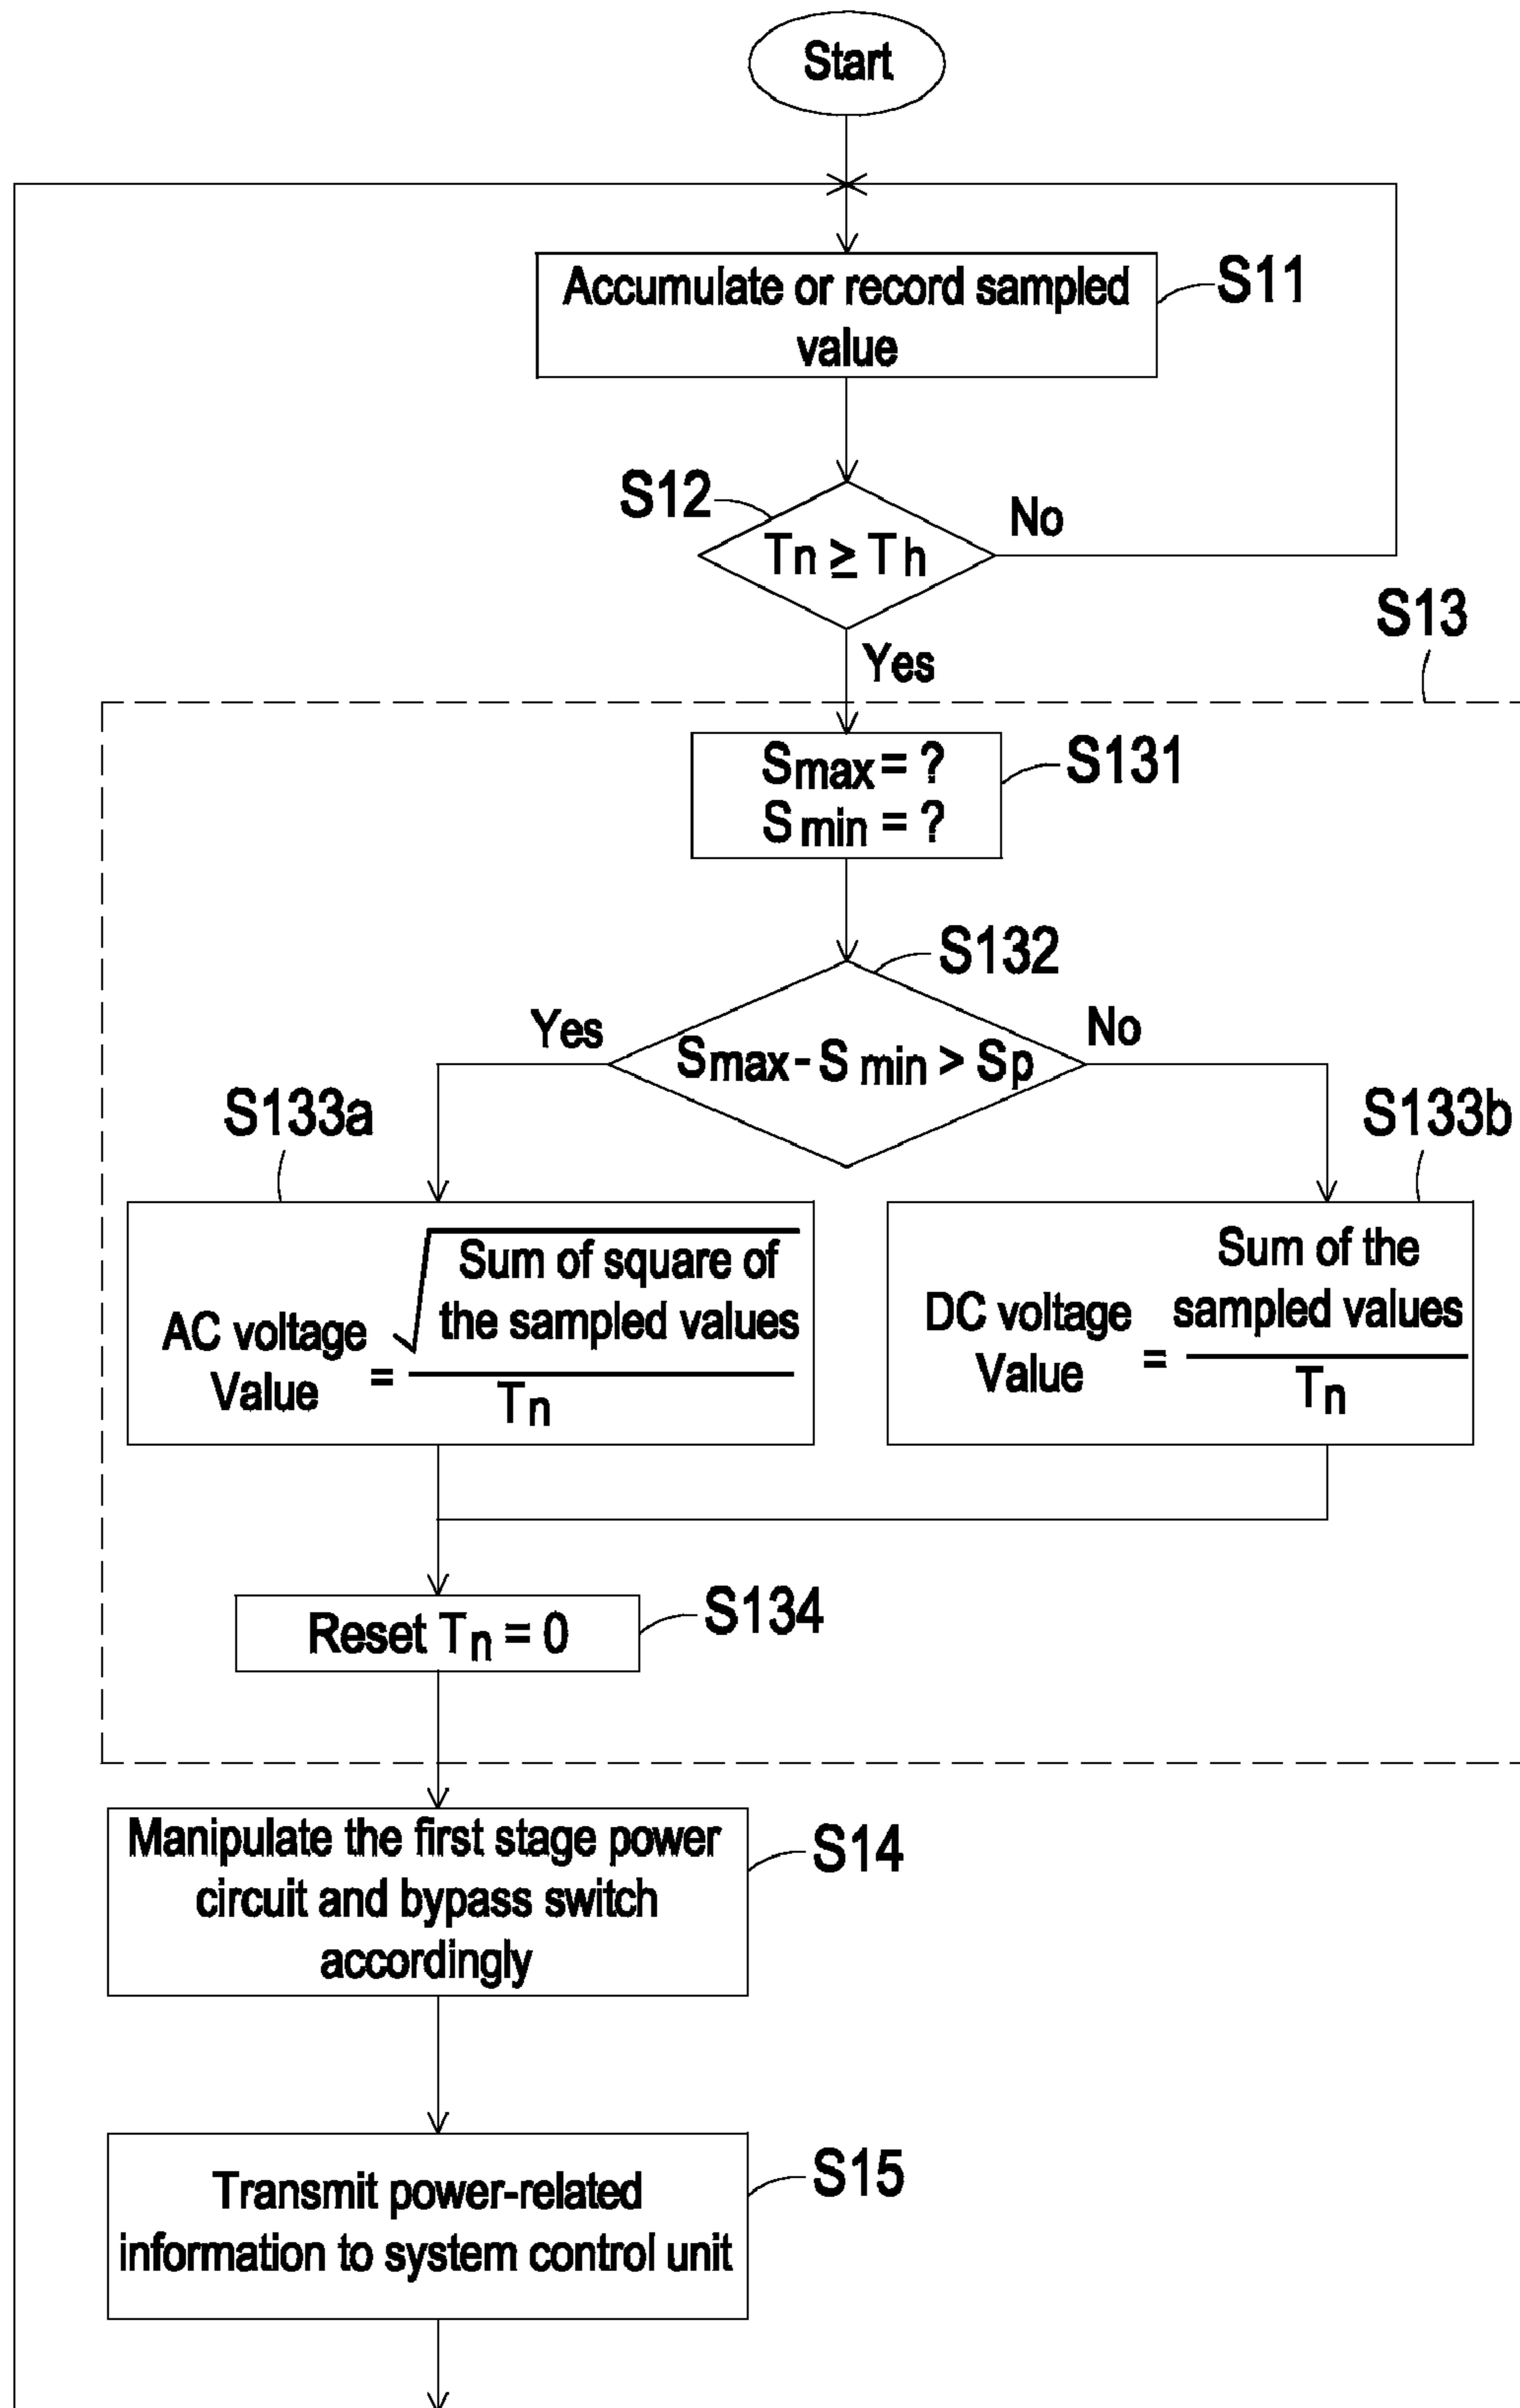 Start
Accumulate or record sampled
value
S11
S12
Tn ≥ Th
No
Yes
S13
Smax = ?
Smin = ?
S131
S132
Yes
Smax - Smin > Sp
No
S133a
S133b
AC voltage
Value
=
√
Sum of square of
the sampled values
Tn
DC voltage
Value
=
Sum of the
sampled values
Tn
Reset Tn = 0
S134
Manipulate the first stage power
circuit and bypass switch
accordingly
S14
Transmit power-related
information to system control unit
S15